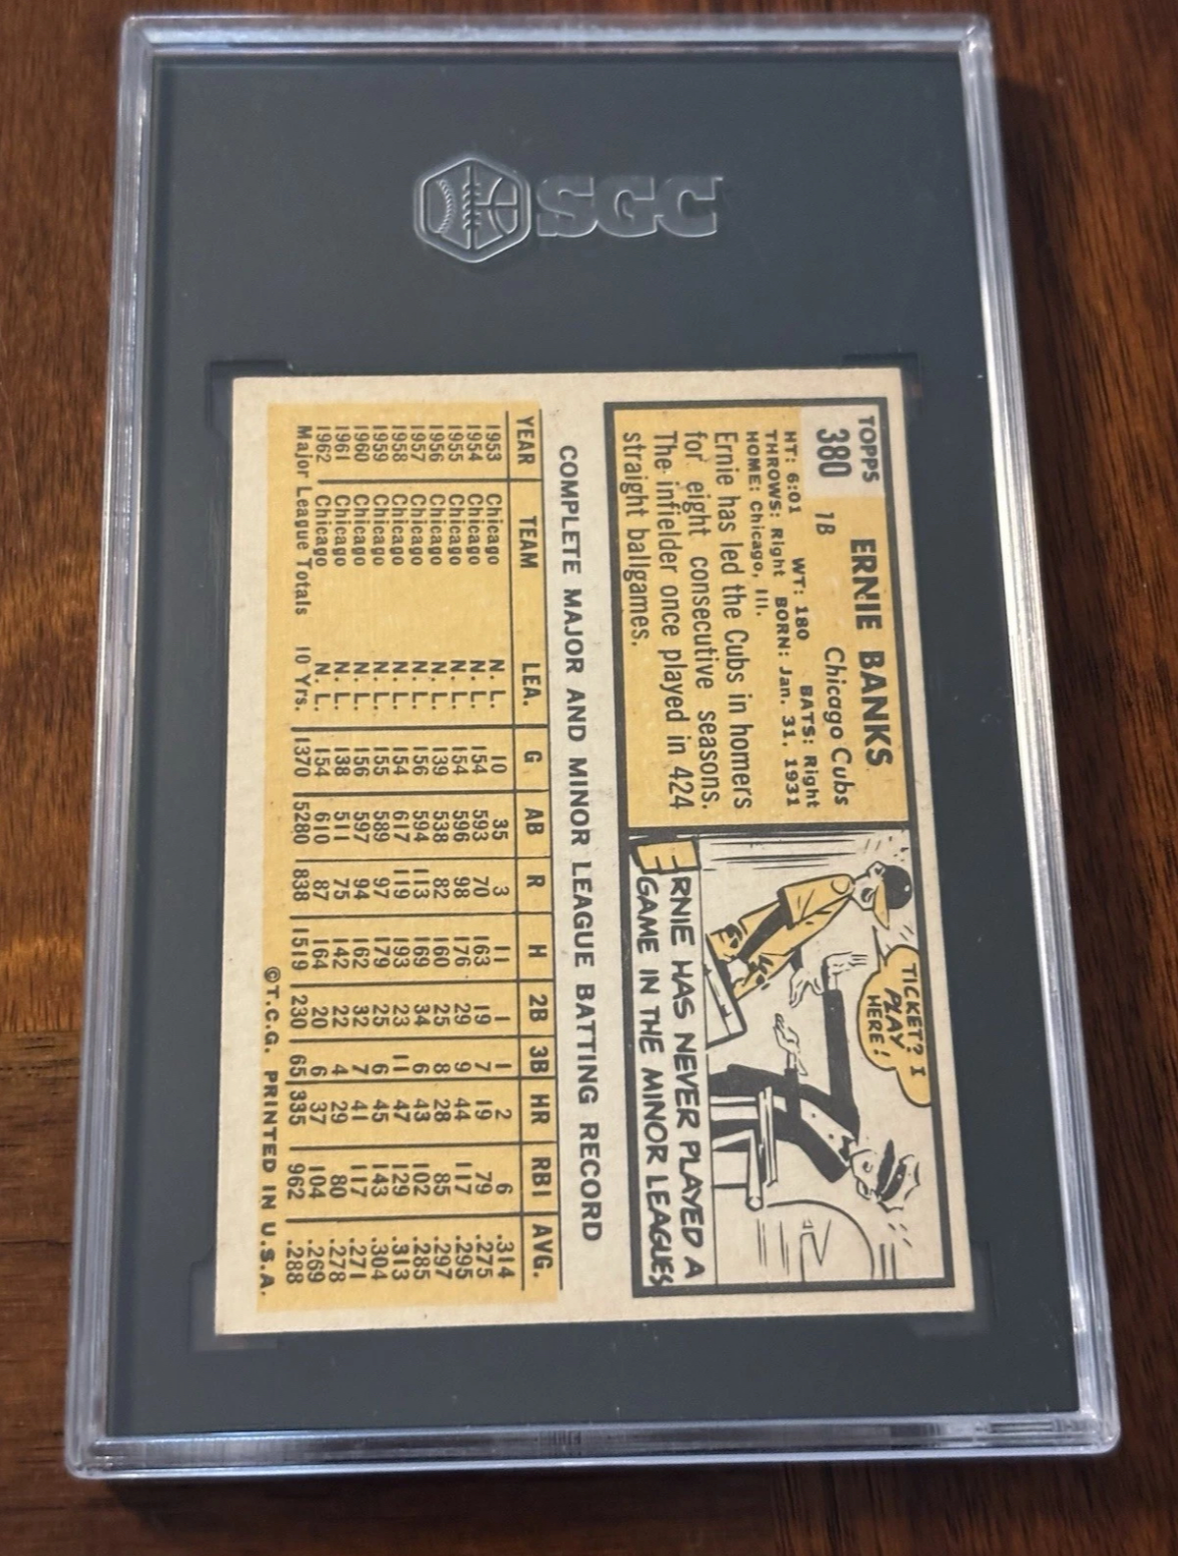 SGC
TOPPS
380
ERNIE BANKS
1B
Chicago Cubs
HT: 6:01 WT: 180 BATS: Right
THROWS: Right BORN: Jan. 31, 1931
HOME: Chicago, Ill.
Ernie has led the Cubs in homers
for eight consecutive seasons.
The infielder once played in 424
straight ballgames.
TICKET? I
PLAY
HERE!
ERNIE HAS NEVER PLAYED A
GAME IN THE MINOR LEAGUES
COMPLETE MAJOR AND MINOR LEAGUE BATTING RECORD
YEAR TEAM LEA. G AB R H 2B 3B HR RBI AVG.
1953 Chicago N. L. 10 35 3 11 1 1 2 6 .314
1954 Chicago N. L. 154 593 70 163 19 7 19 79 .275
1955 Chicago N. L. 154 596 98 176 29 9 44 117 .295
1956 Chicago N. L. 139 538 82 160 25 8 28 85 .297
1957 Chicago N. L. 156 594 113 169 34 6 43 102 .285
1958 Chicago N. L. 154 617 119 193 23 11 47 129 .313
1959 Chicago N. L. 155 589 97 179 25 6 45 143 .304
1960 Chicago N. L. 156 597 94 162 32 7 41 117 .271
1961 Chicago N. L. 138 511 75 142 22 4 29 80 .278
1962 Chicago N. L. 154 610 87 164 20 6 37 104 .269
Major League Totals 10 Yrs. 1370 5280 838 1519 230 65 335 962 .288
©T.C.G. PRINTED IN U.S.A.